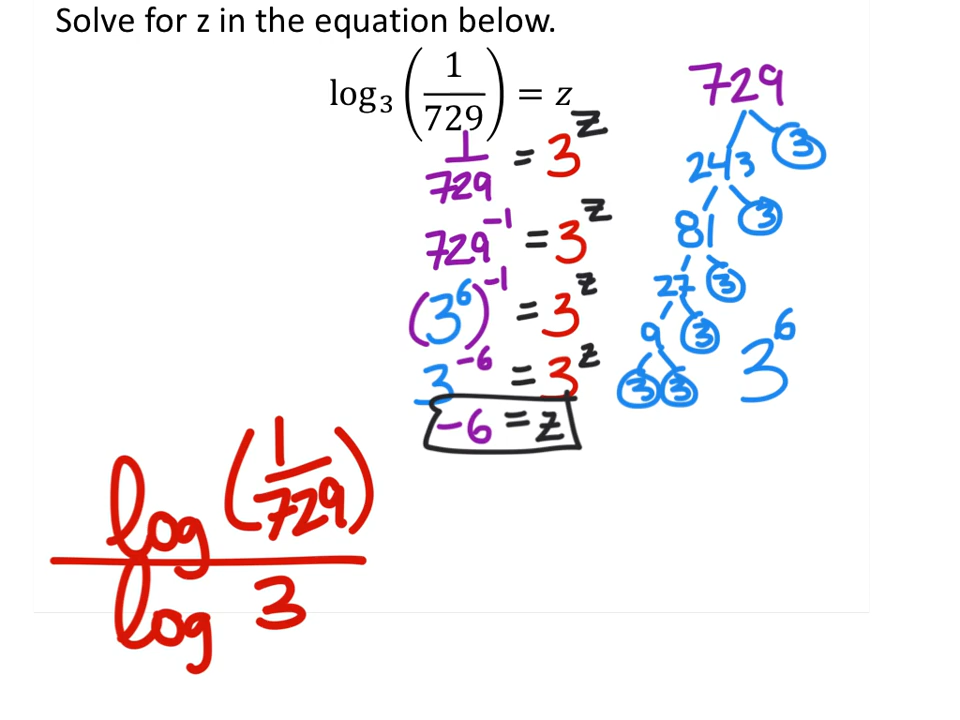 Solve for z in the equation below.
log₃(1/729) = z
1/729 = 3^z
729^-1 = 3^z
(3^6)^-1 = 3^z
3^-6 = 3^z
-6 = z
729
243 3
81 3
27 3
9 3
3 3
3^6
log(1/729)
log 3